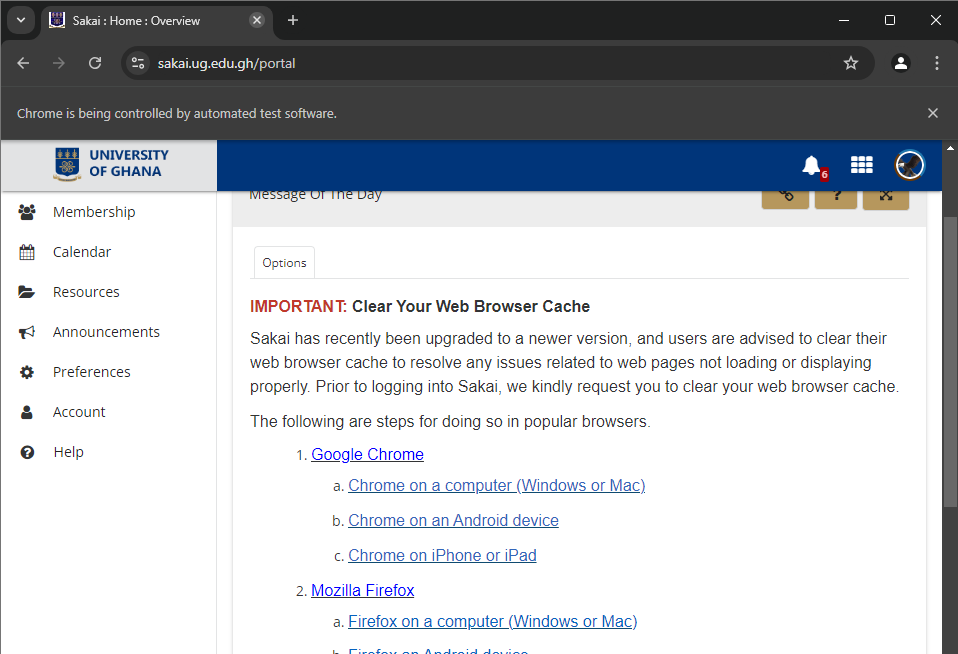 Sakai : Home : Overview
sakai.ug.edu.gh/portal
Chrome is being controlled by automated test software.
UNIVERSITY
OF GHANA
6
Message Of The Day
?
Membership
Calendar
Resources
Announcements
Preferences
Account
Help
Options
IMPORTANT: Clear Your Web Browser Cache
Sakai has recently been upgraded to a newer version, and users are advised to clear their
web browser cache to resolve any issues related to web pages not loading or displaying
properly. Prior to logging into Sakai, we kindly request you to clear your web browser cache.
The following are steps for doing so in popular browsers.
1. Google Chrome
a. Chrome on a computer (Windows or Mac)
b. Chrome on an Android device
c. Chrome on iPhone or iPad
2. Mozilla Firefox
a. Firefox on a computer (Windows or Mac)
b. Firefox on Android device